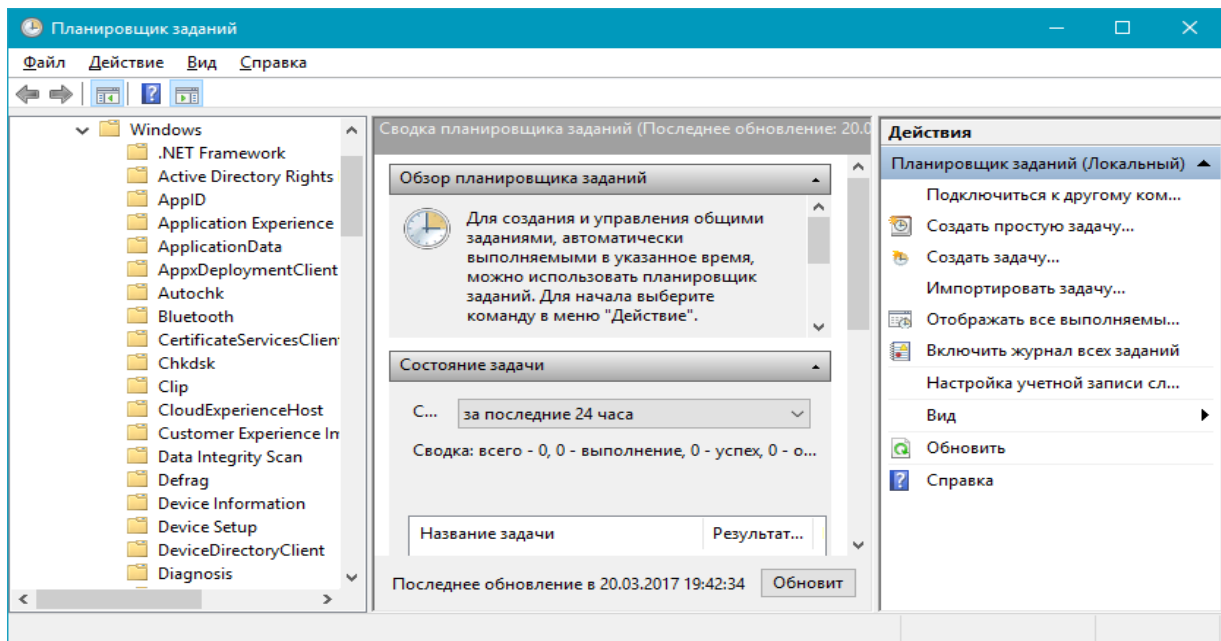 Планировщик заданий
Файл Действие Вид Справка
Windows
.NET Framework
Active Directory Rights
AppID
Application Experience
ApplicationData
AppxDeploymentClient
Autochk
Bluetooth
CertificateServicesClien
Chkdsk
Clip
CloudExperienceHost
Customer Experience In
Data Integrity Scan
Defrag
Device Information
Device Setup
DeviceDirectoryClient
Diagnosis
Сводка планировщика заданий (Последнее обновление: 20.0
Обзор планировщика заданий
Для создания и управления общими
заданиями, автоматически
выполняемыми в указанное время,
можно использовать планировщик
заданий. Для начала выберите
команду в меню "Действие".
Состояние задачи
С... за последние 24 часа
Сводка: всего - 0, 0 - выполнение, 0 - успех, 0 - о...
Название задачи Результат...
Последнее обновление в 20.03.2017 19:42:34 Обновит
Действия
Планировщик заданий (Локальный)
Подключиться к другому ком...
Создать простую задачу...
Создать задачу...
Импортировать задачу...
Отображать все выполняемы...
Включить журнал всех заданий
Настройка учетной записи сл...
Вид
Обновить
Справка